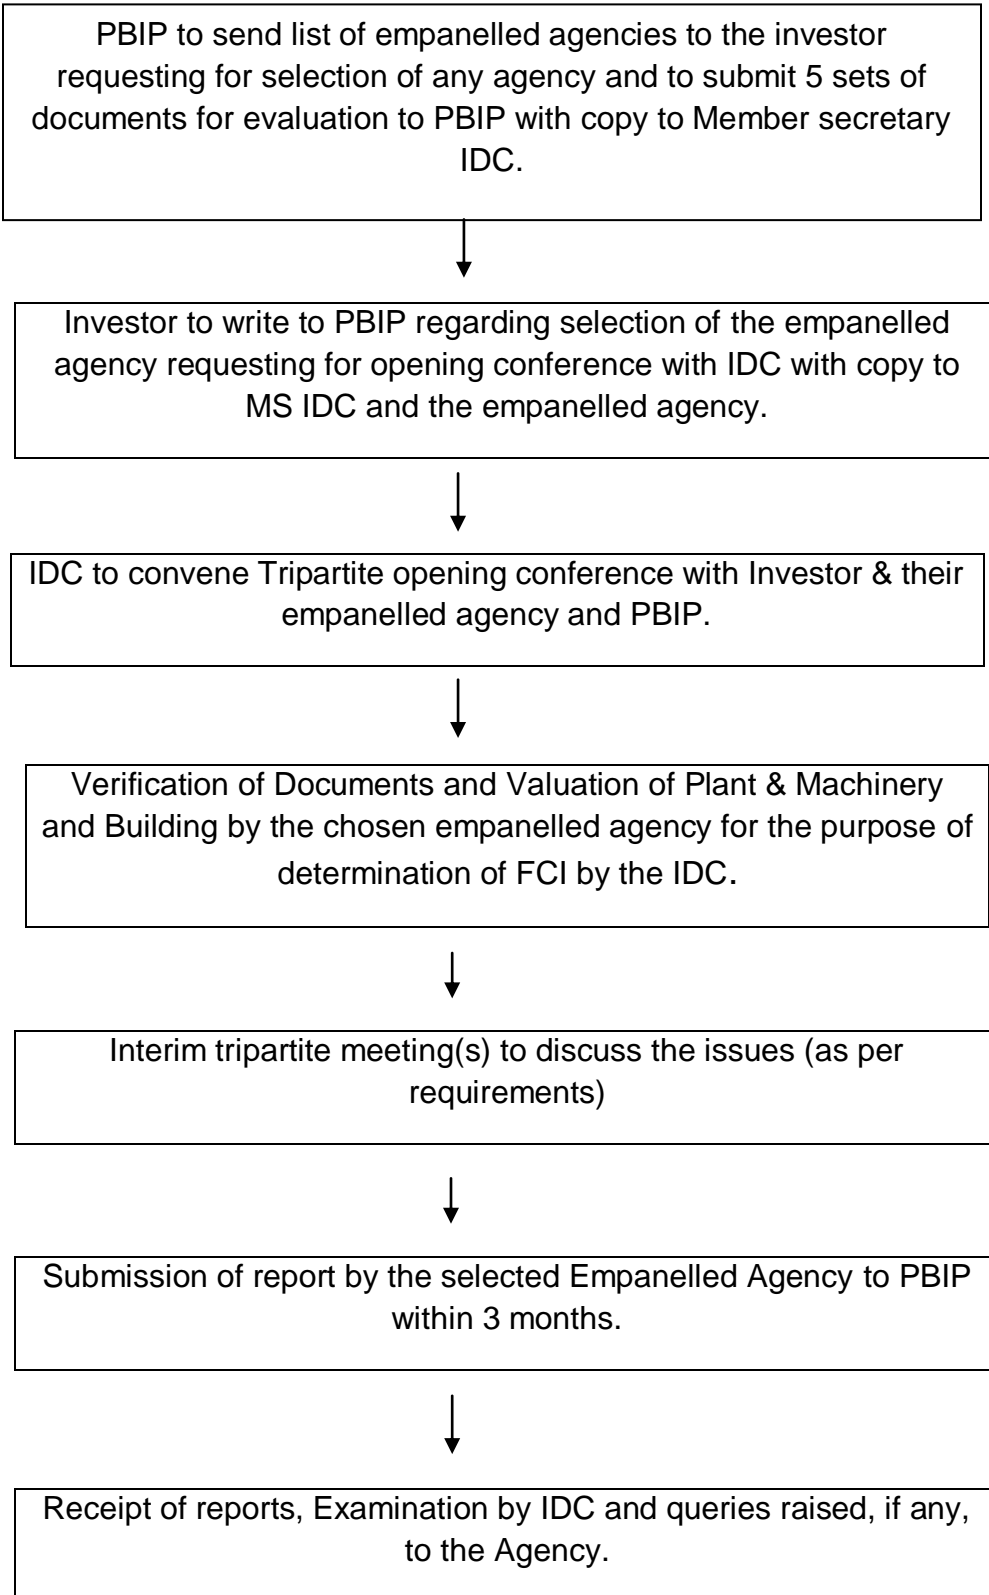 PBIP to send list of empanelled agencies to the investor
requesting for selection of any agency and to submit 5 sets of
documents for evaluation to PBIP with copy to Member secretary
IDC.
Investor to write to PBIP regarding selection of the empanelled
agency requesting for opening conference with IDC with copy to
MS IDC and the empanelled agency.
IDC to convene Tripartite opening conference with Investor & their
empanelled agency and PBIP.
Verification of Documents and Valuation of Plant & Machinery
and Building by the chosen empanelled agency for the purpose of
determination of FCI by the IDC.
Interim tripartite meeting(s) to discuss the issues (as per
requirements)
Submission of report by the selected Empanelled Agency to PBIP
within 3 months.
Receipt of reports, Examination by IDC and queries raised, if any,
to the Agency.